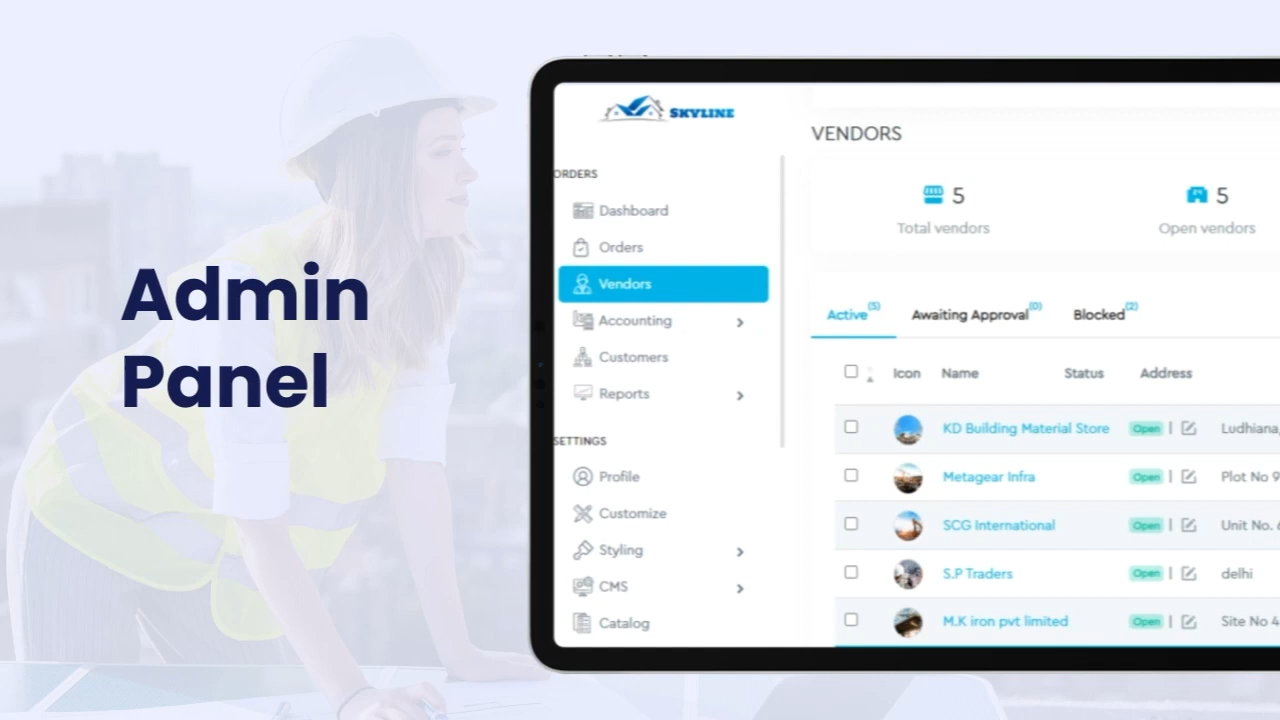 Admin
Panel
SKYLINE
ORDERS
Dashboard
Orders
Vendors
Accounting
Customers
Reports
SETTINGS
Profile
Customize
Styling
CMS
Catalog
VENDORS
5
Total vendors
5
Open vendors
Active(5) Awaiting Approval(0) Blocked(2)
Icon Name Status Address
KD Building Material Store Open | Ludhiana,
Metagear Infra Open | Plot No 9
SCG International Open | Unit No.
S.P Traders Open | delhi
M.K iron pvt limited Open | Site No 4